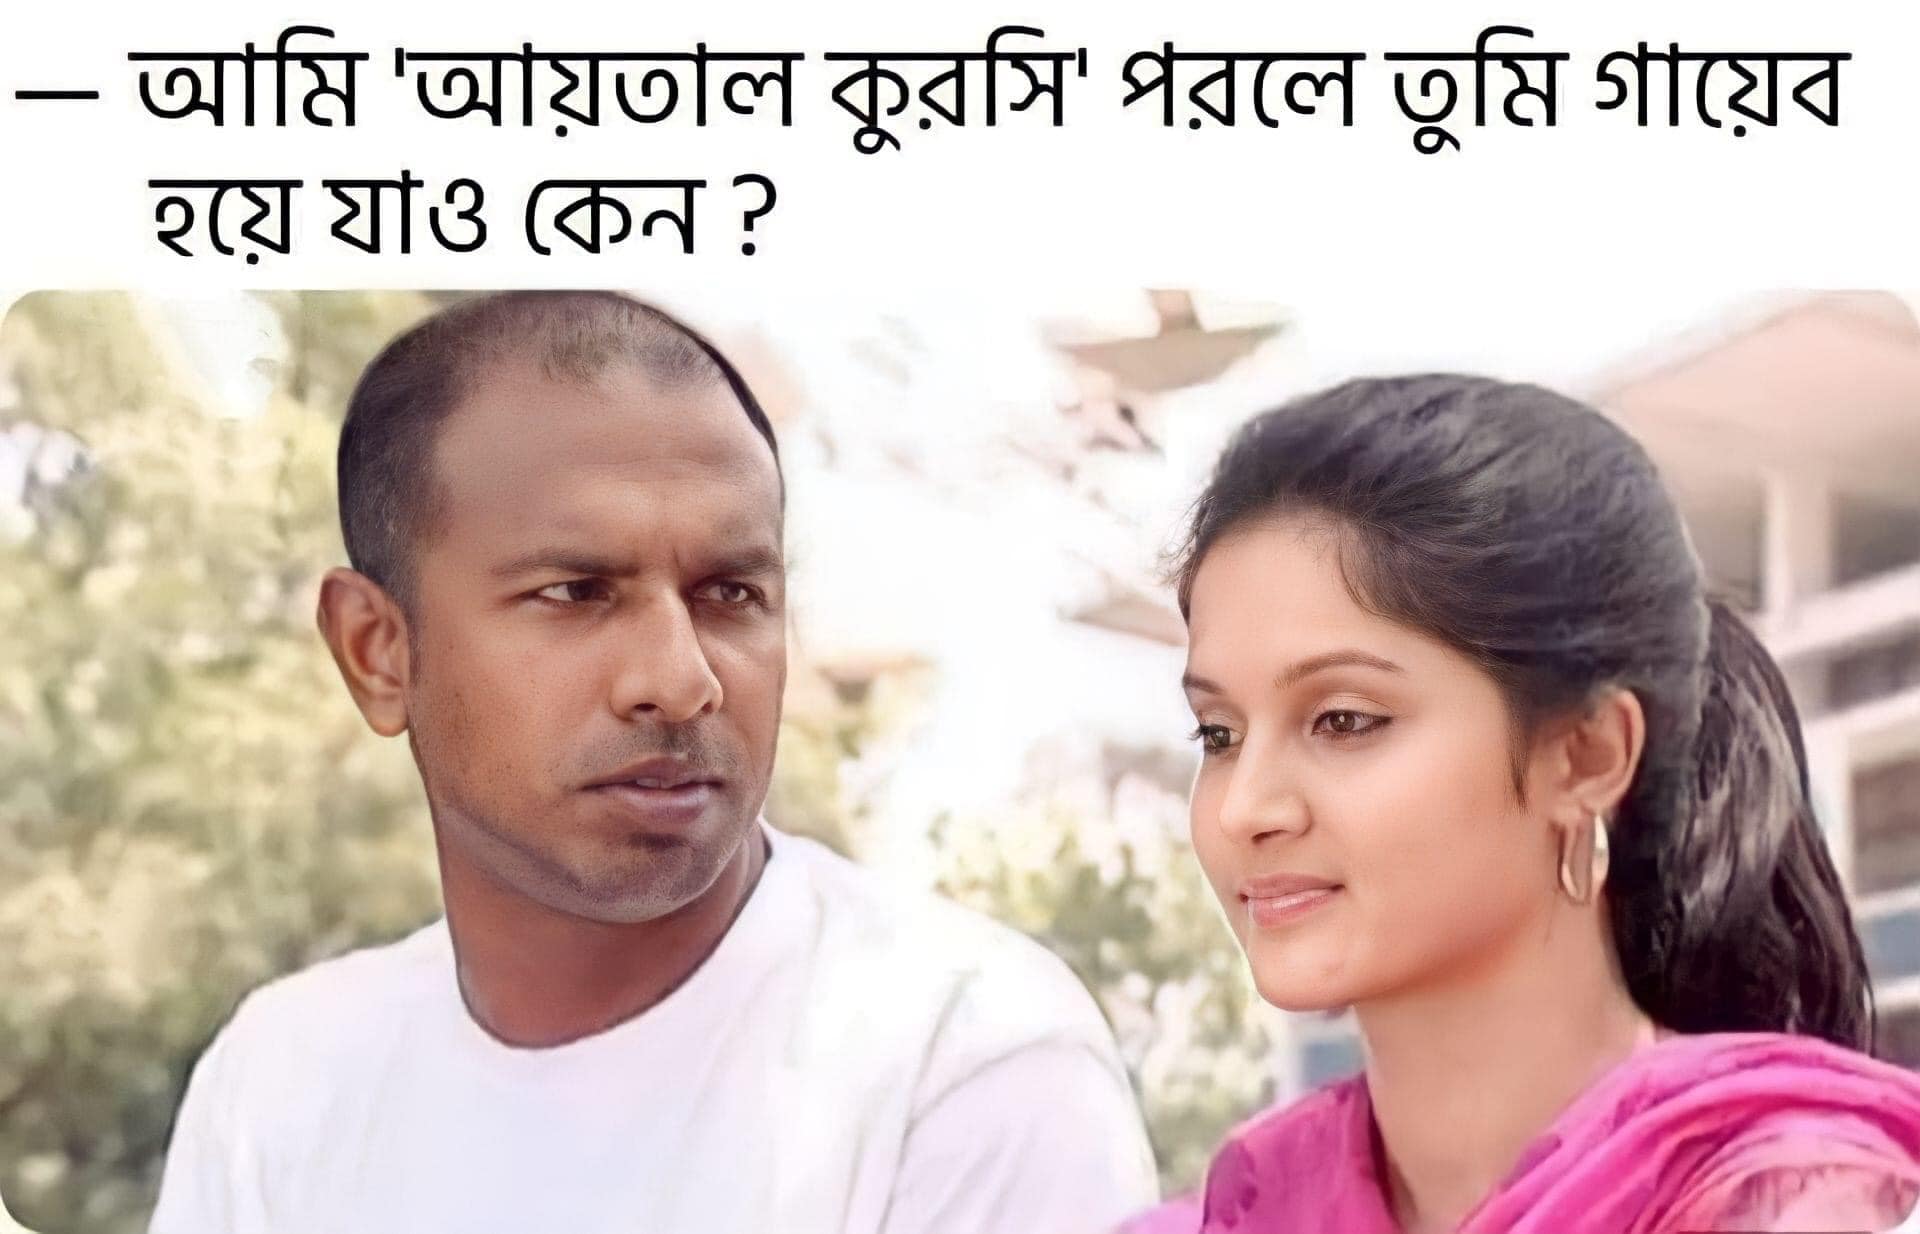 — আমি 'আয়তাল কুরসি' পরলে তুমি গায়েব
হয়ে যাও কেন ?